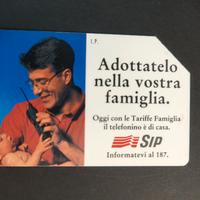 I.P.
Adottatelo
nella vostra
famiglia.
Oggi con le Tariffe Famiglia
il telefonino è di casa.
SIP
Informatevi al 187.